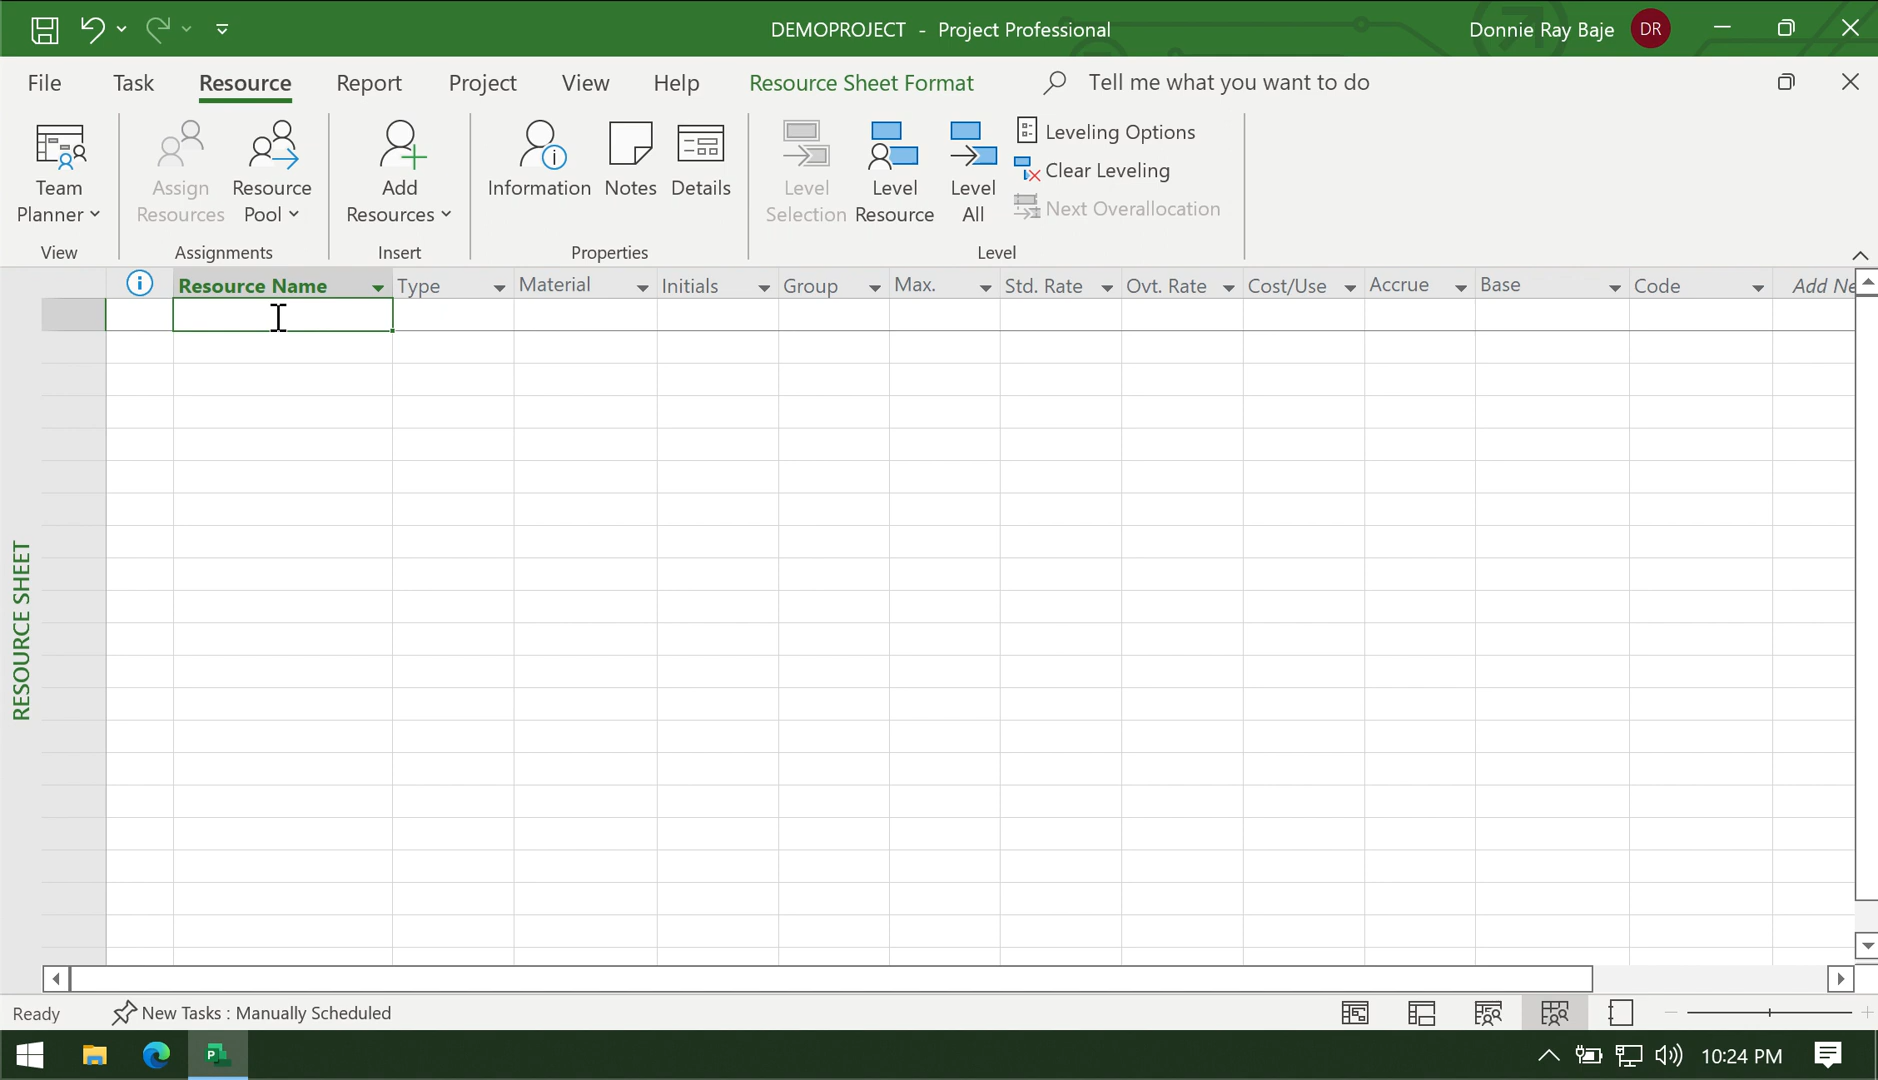 DEMOPROJECT - Project Professional
Donnie Ray Baje DR
File Task Resource Report Project View Help Resource Sheet Format Tell me what you want to do
Team Planner
Assign Resources
Resource Pool
Add Resources
Information
Notes
Details
Level Selection
Level Resource
Level All
Leveling Options
Clear Leveling
Next Overallocation
View Assignments Insert Properties Level
Resource Name Type Material Initials Group Max. Std. Rate Ovt. Rate Cost/Use Accrue Base Code Add Ne
RESOURCE SHEET
Ready New Tasks : Manually Scheduled
10:24 PM